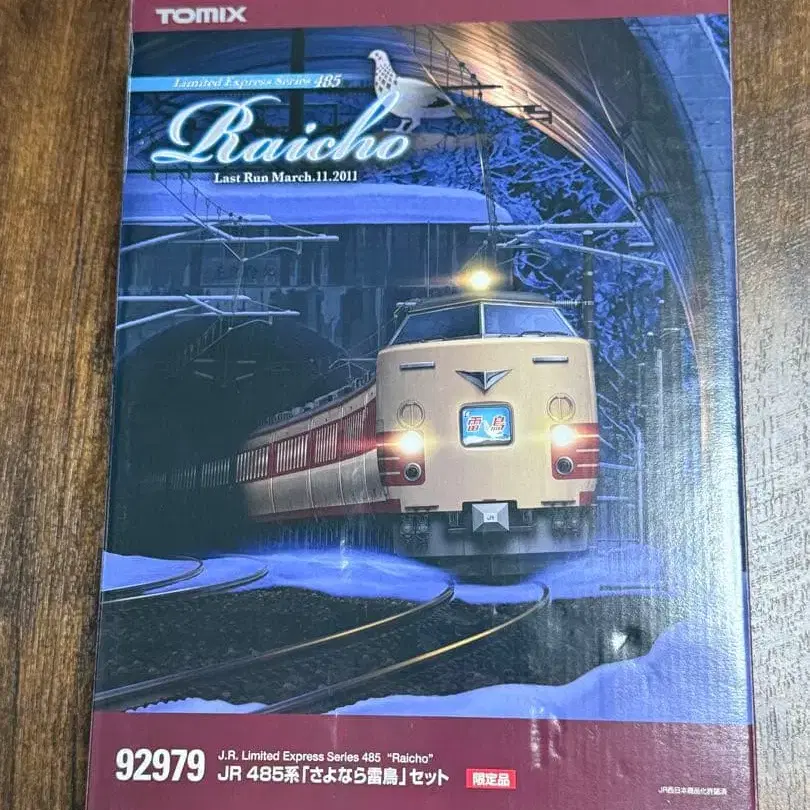 TOMIX
Limited Express Series 485
Raicho
Last Run March.11.2011
雷鳥
JR
92979
J.R. Limited Express Series 485 "Raicho"
JR 485系「さよなら雷鳥」セット
限定品
JR西日本商品化許諾済